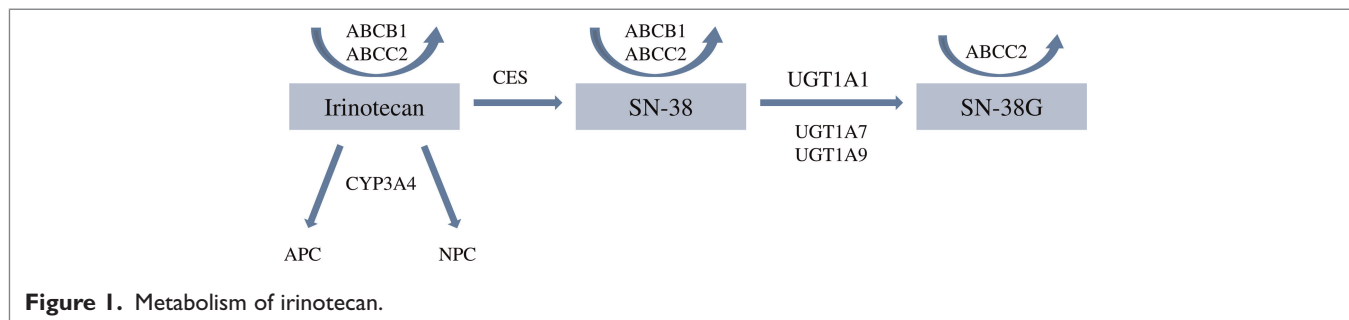 ABCB1
ABCC2
ABCB1
ABCC2
ABCC2
CES
UGT1A1
Irinotecan
SN-38
SN-38G
UGT1A7
UGT1A9
CYP3A4
APC
NPC
Figure 1. Metabolism of irinotecan.